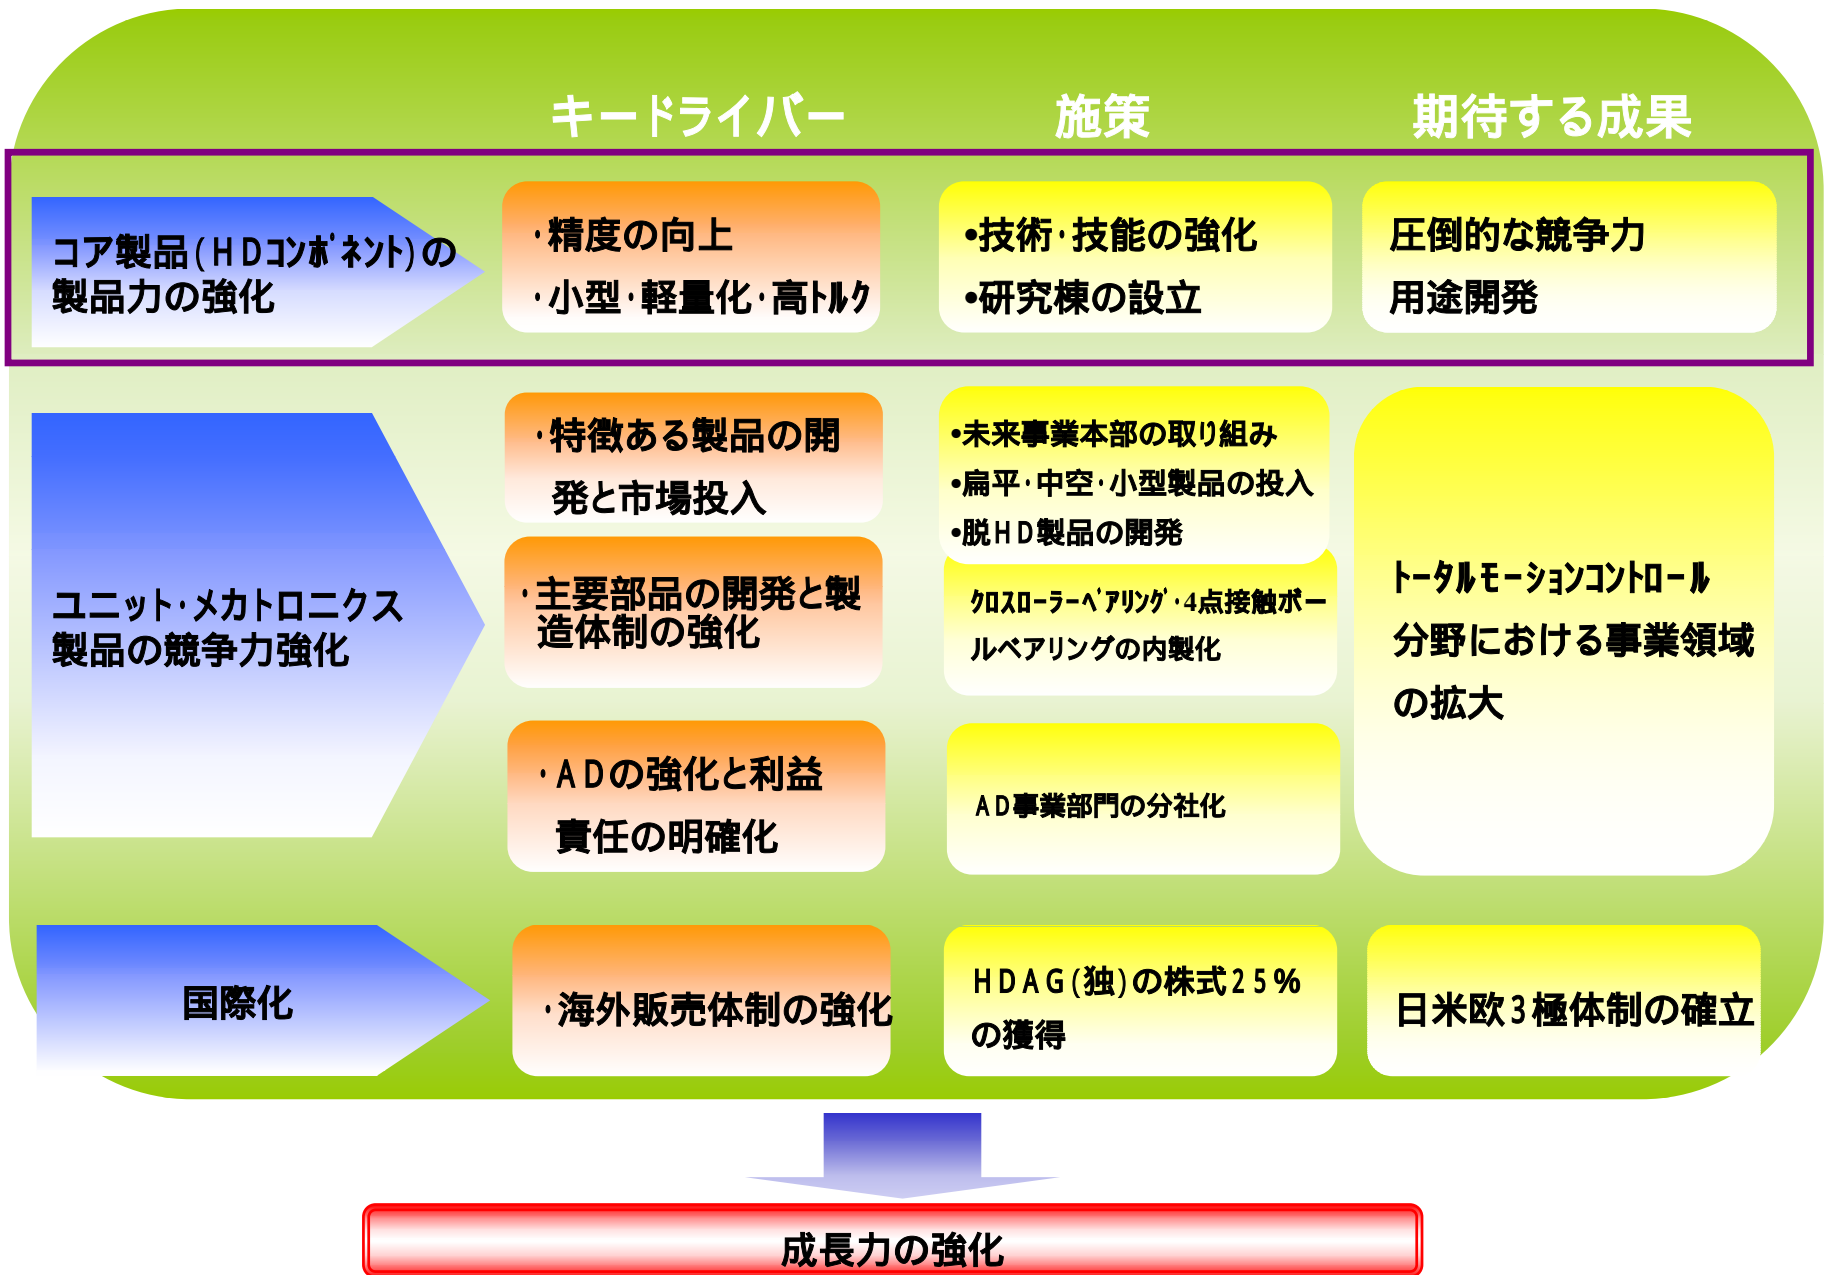 キードライバー 施策 期待する成果
コア製品(HDｺﾝﾎﾟﾈﾝﾄ)の
製品力の強化
･精度の向上
･小型･軽量化･高ﾄﾙｸ
•技術･技能の強化
•研究棟の設立
圧倒的な競争力
用途開発
ユニット･メカトロニクス
製品の競争力強化
･特徴ある製品の開
発と市場投入
･主要部品の開発と製
造体制の強化
･ADの強化と利益
責任の明確化
•未来事業本部の取り組み
•扁平･中空･小型製品の投入
•脱HD製品の開発
ｸﾛｽﾛｰﾗｰﾍﾞｱﾘﾝｸﾞ･4点接触ボー
ルベアリングの内製化
AD事業部門の分社化
ﾄｰﾀﾙﾓｰｼｮﾝｺﾝﾄﾛｰﾙ
分野における事業領域
の拡大
国際化
･海外販売体制の強化
HDAG(独)の株式25%
の獲得
日米欧3極体制の確立
成長力の強化